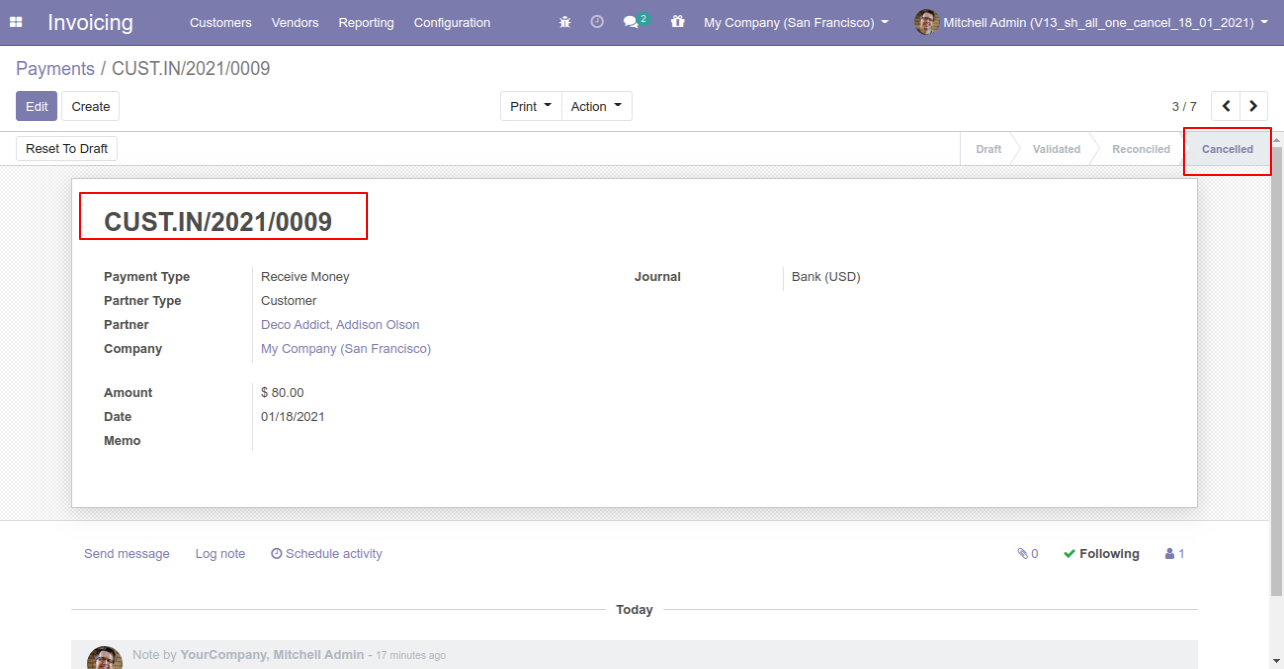 Invoicing Customers Vendors Reporting Configuration 2 My Company (San Francisco) Mitchell Admin (V13_sh_all_one_cancel_18_01_2021)
Payments / CUST.IN/2021/0009
Edit Create Print Action 3 / 7
Reset To Draft Draft Validated Reconciled Cancelled
CUST.IN/2021/0009
Payment Type Receive Money Journal Bank (USD)
Partner Type Customer
Partner Deco Addict, Addison Olson
Company My Company (San Francisco)
Amount $ 80.00
Date 01/18/2021
Memo
Send message Log note Schedule activity 0 Following 1
Today
Note by YourCompany, Mitchell Admin - 17 minutes ago